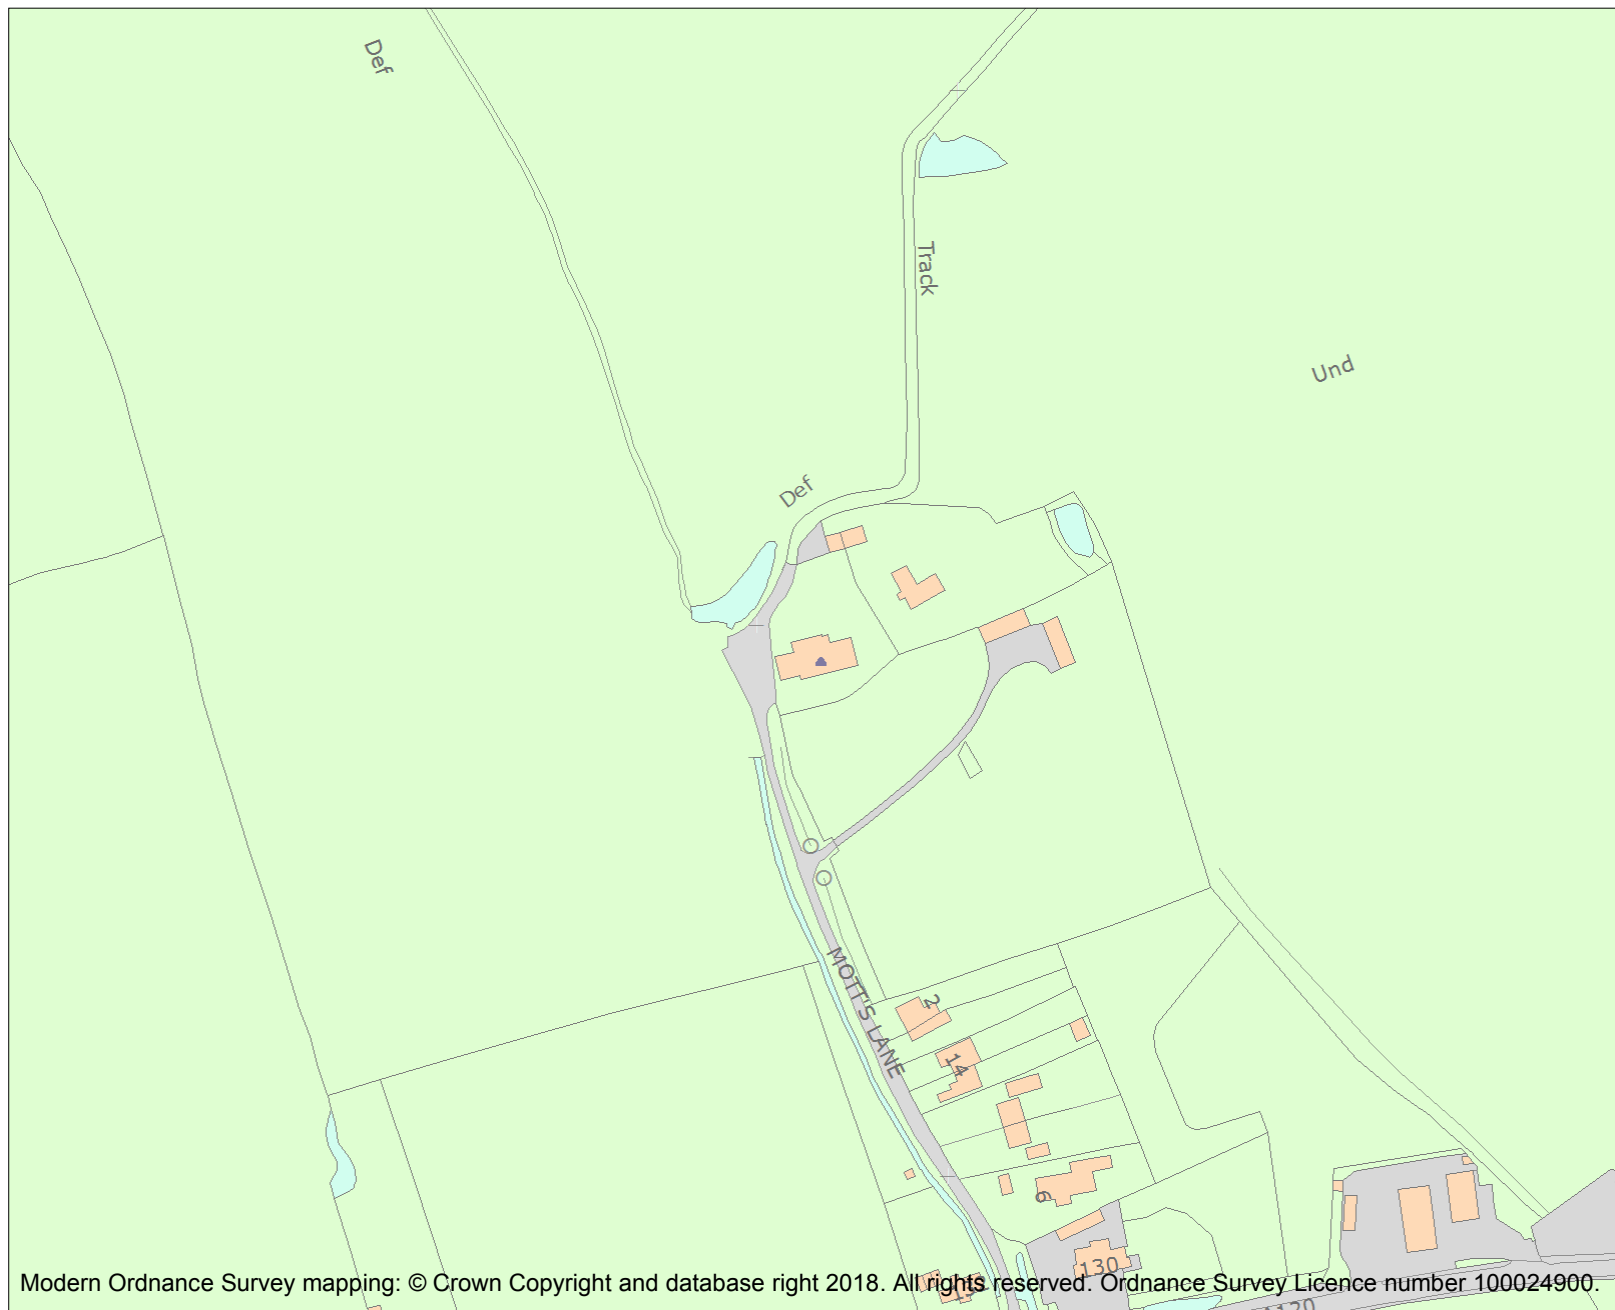 Def
Track
Und
Def
MOTT'S LANE
2
14
6
130
Modern Ordnance Survey mapping: © Crown Copyright and database right 2018. All rights reserved. Ordnance Survey Licence number 100024900.